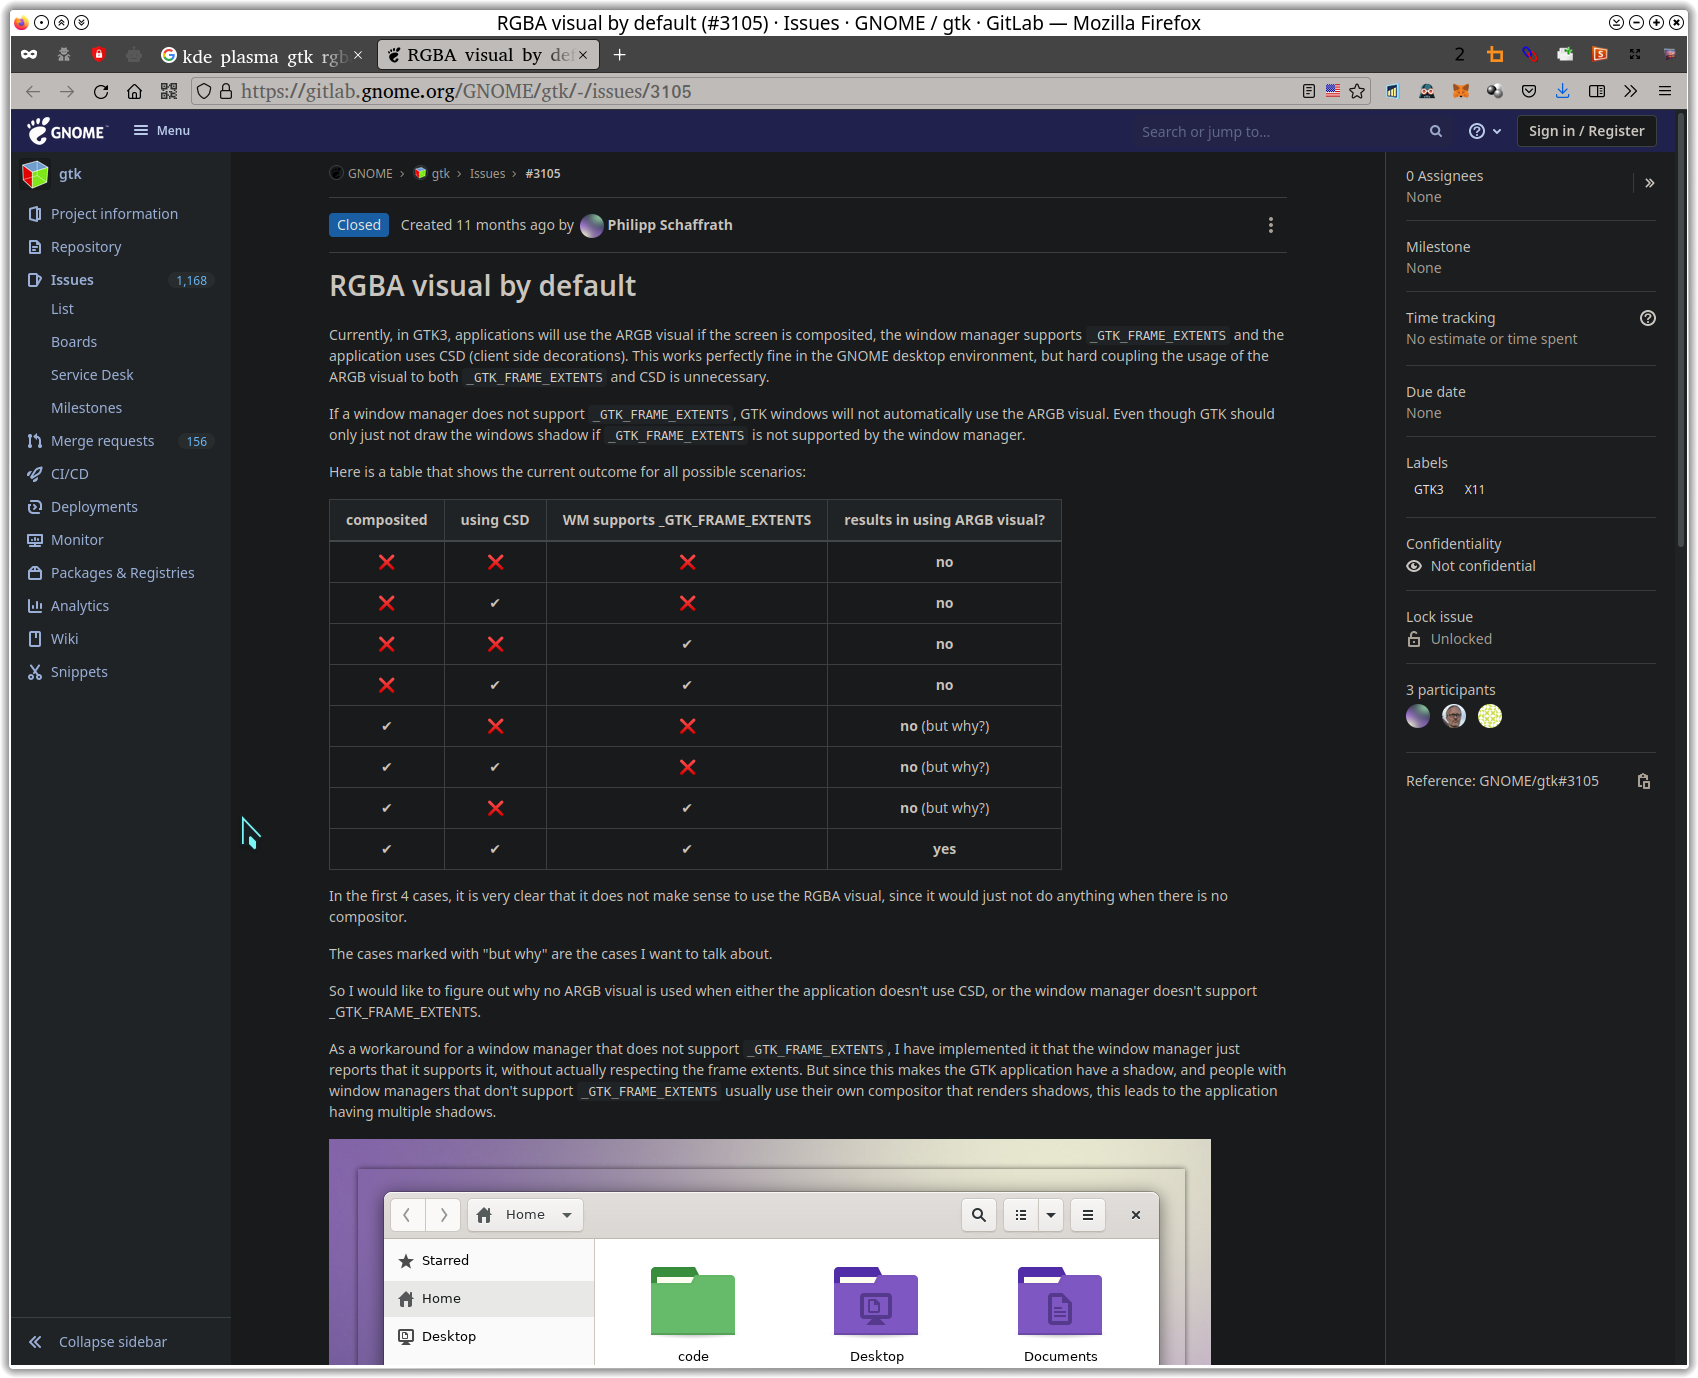 RGBA visual by default (#3105) · Issues · GNOME / gtk · GitLab — Mozilla Firefox
kde plasma gtk rgb
RGBA visual by def
2
https://gitlab.gnome.org/GNOME/gtk/-/issues/3105
GNOME
Menu
Search or jump to...
Sign in / Register
gtk
Project information
Repository
Issues 1,168
List
Boards
Service Desk
Milestones
Merge requests 156
CI/CD
Deployments
Monitor
Packages & Registries
Analytics
Wiki
Snippets
Collapse sidebar
GNOME › gtk › Issues › #3105
Closed Created 11 months ago by Philipp Schaffrath
RGBA visual by default
Currently, in GTK3, applications will use the ARGB visual if the screen is composited, the window manager supports _GTK_FRAME_EXTENTS and the
application uses CSD (client side decorations). This works perfectly fine in the GNOME desktop environment, but hard coupling the usage of the
ARGB visual to both _GTK_FRAME_EXTENTS and CSD is unnecessary.
If a window manager does not support _GTK_FRAME_EXTENTS, GTK windows will not automatically use the ARGB visual. Even though GTK should
only just not draw the windows shadow if _GTK_FRAME_EXTENTS is not supported by the window manager.
Here is a table that shows the current outcome for all possible scenarios:
composited using CSD WM supports _GTK_FRAME_EXTENTS results in using ARGB visual?
❌ ❌ ❌ no
❌ ✔ ❌ no
❌ ❌ ✔ no
❌ ✔ ✔ no
✔ ❌ ❌ no (but why?)
✔ ✔ ❌ no (but why?)
✔ ❌ ✔ no (but why?)
✔ ✔ ✔ yes
In the first 4 cases, it is very clear that it does not make sense to use the RGBA visual, since it would just not do anything when there is no
compositor.
The cases marked with "but why" are the cases I want to talk about.
So I would like to figure out why no ARGB visual is used when either the application doesn't use CSD, or the window manager doesn't support
_GTK_FRAME_EXTENTS.
As a workaround for a window manager that does not support _GTK_FRAME_EXTENTS, I have implemented it that the window manager just
reports that it supports it, without actually respecting the frame extents. But since this makes the GTK application have a shadow, and people with
window managers that don't support _GTK_FRAME_EXTENTS usually use their own compositor that renders shadows, this leads to the application
having multiple shadows.
Home
Starred
Home
Desktop
code
Desktop
Documents
0 Assignees
None
Milestone
None
Time tracking
No estimate or time spent
Due date
None
Labels
GTK3 X11
Confidentiality
Not confidential
Lock issue
Unlocked
3 participants
Reference: GNOME/gtk#3105